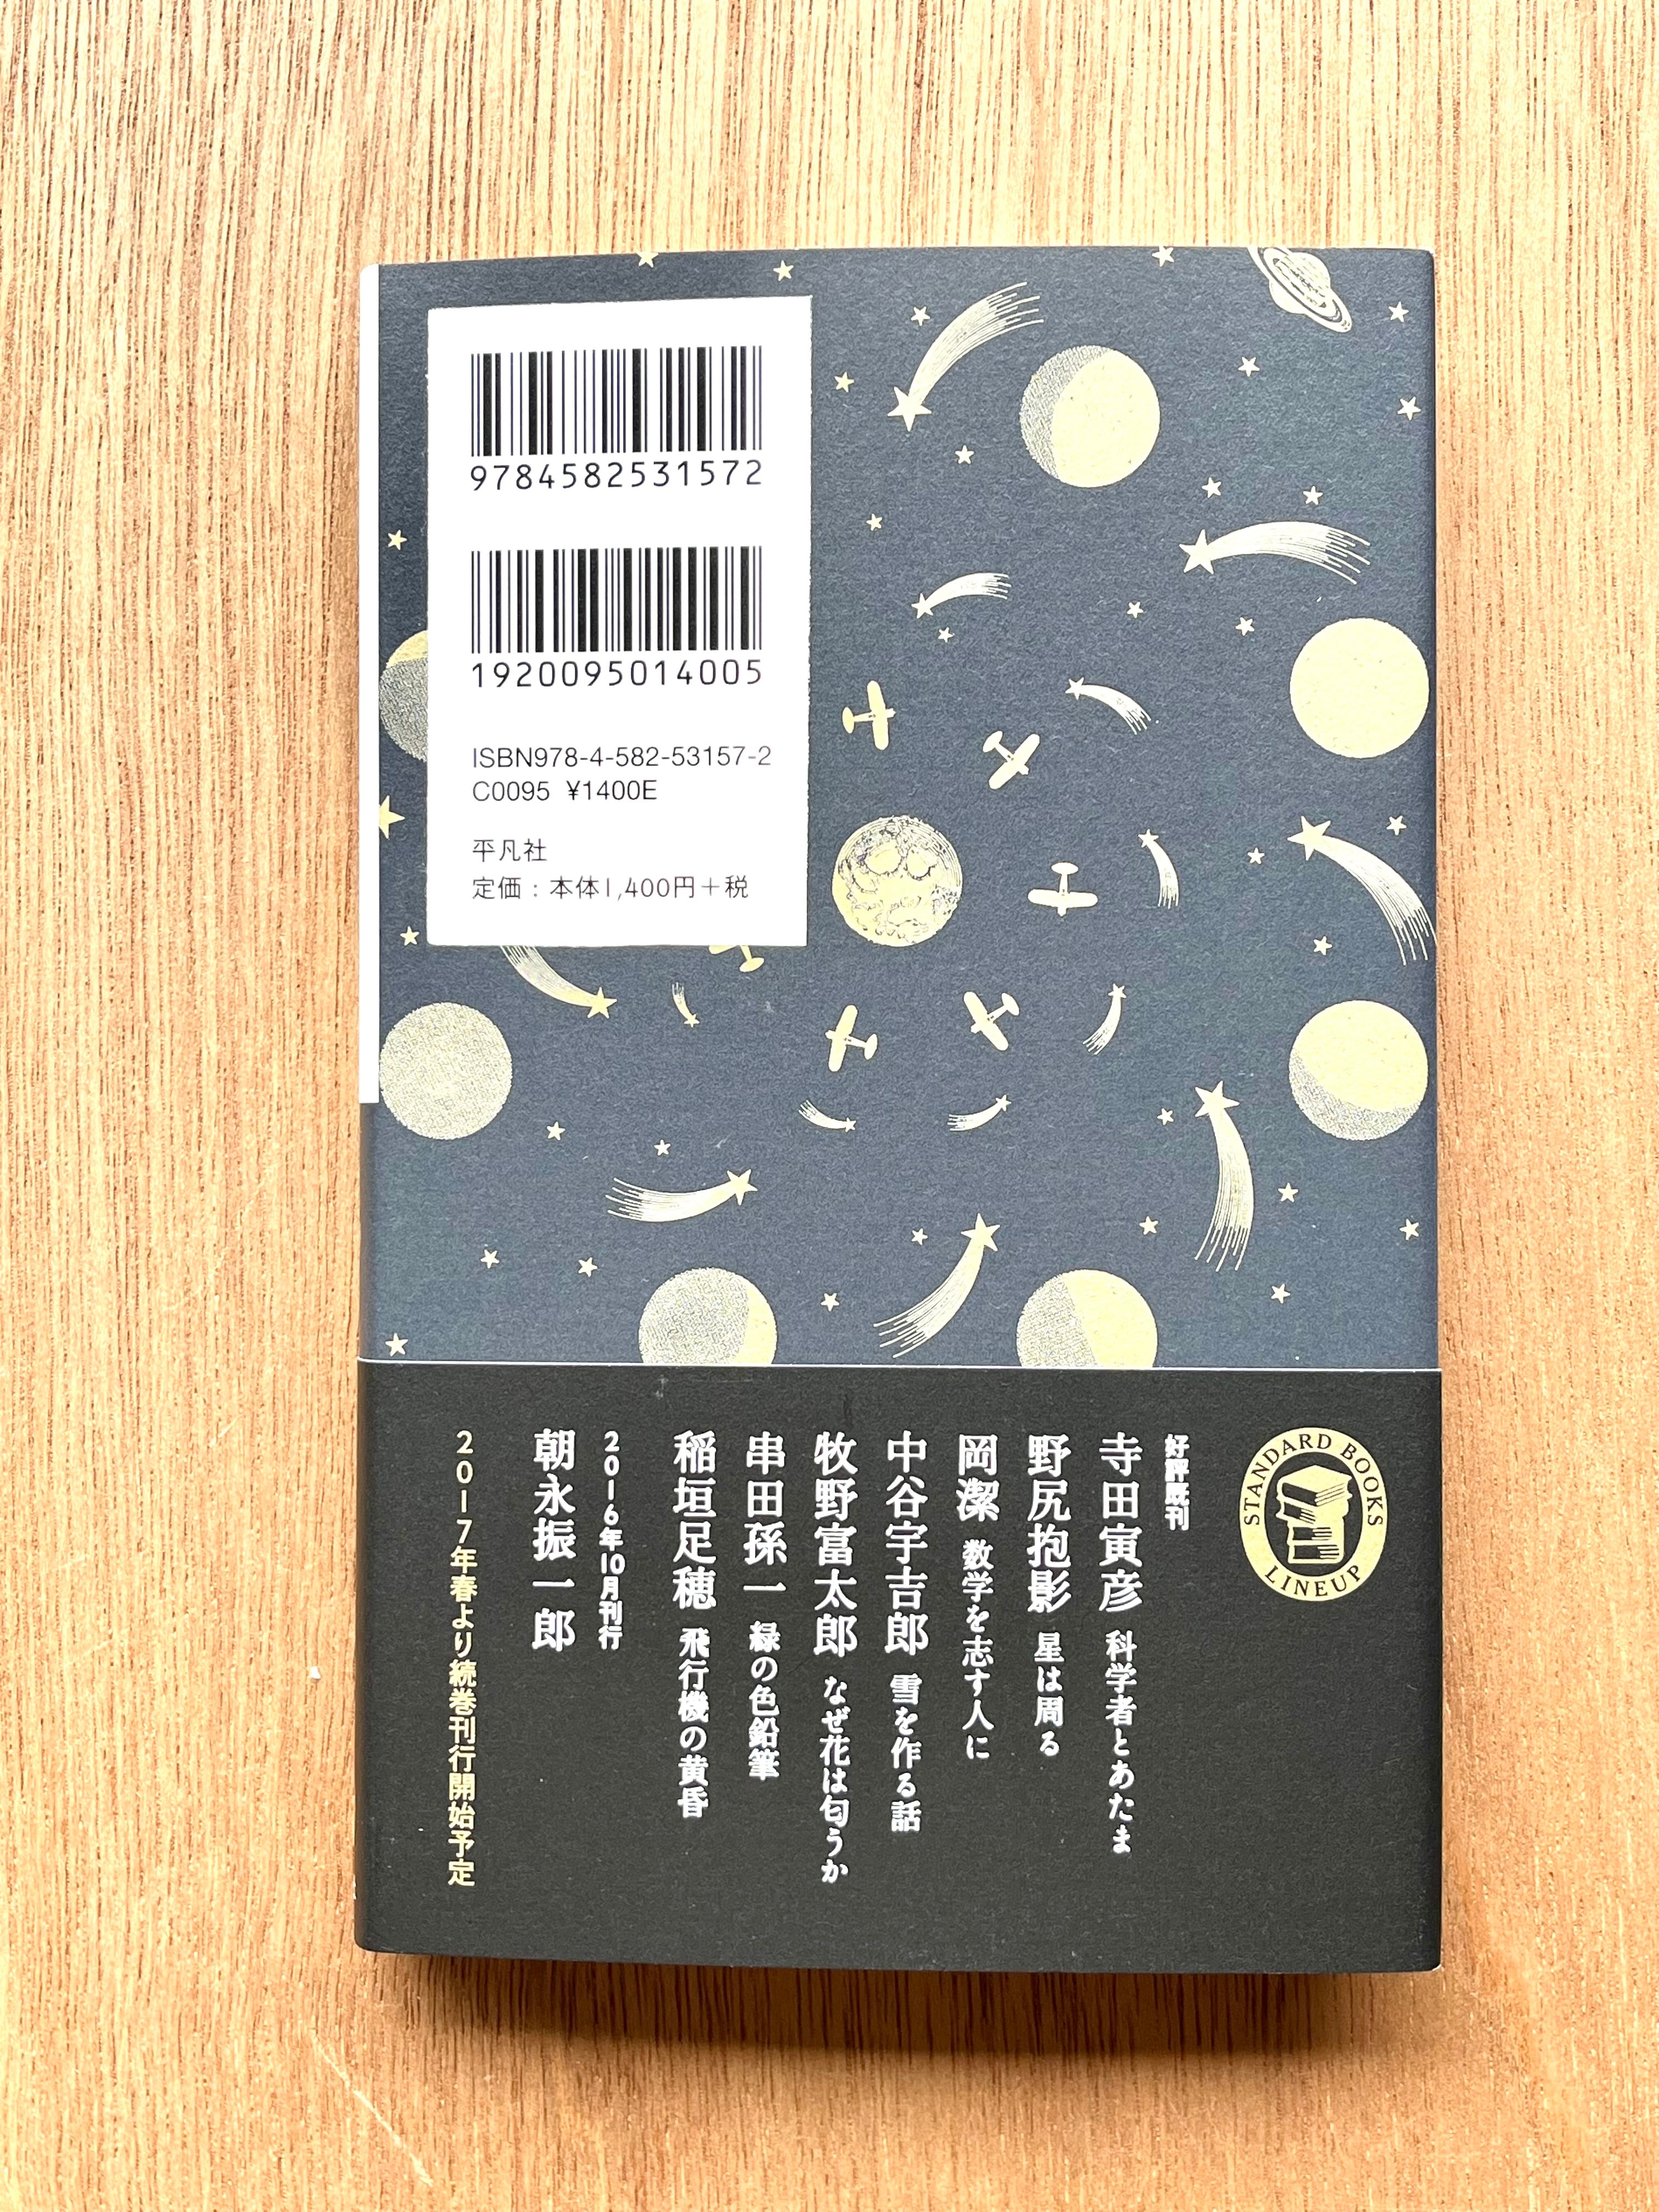 9784582531572
1920095014005
ISBN978-4-582-53157-2
C0095 ¥1400E
平凡社
定価：本体1,400円＋税
STANDARD BOOKS
LINEUP
好評既刊
寺田寅彦 科学者とあたま
野尻抱影 星は周る
岡潔 数学を志す人に
中谷宇吉郎 雪を作る話
牧野富太郎 なぜ花は匂うか
串田孫一 緑の色鉛筆
稲垣足穂 飛行機の黄昏
2016年10月刊行
朝永振一郎
2017年春より続巻刊行開始予定